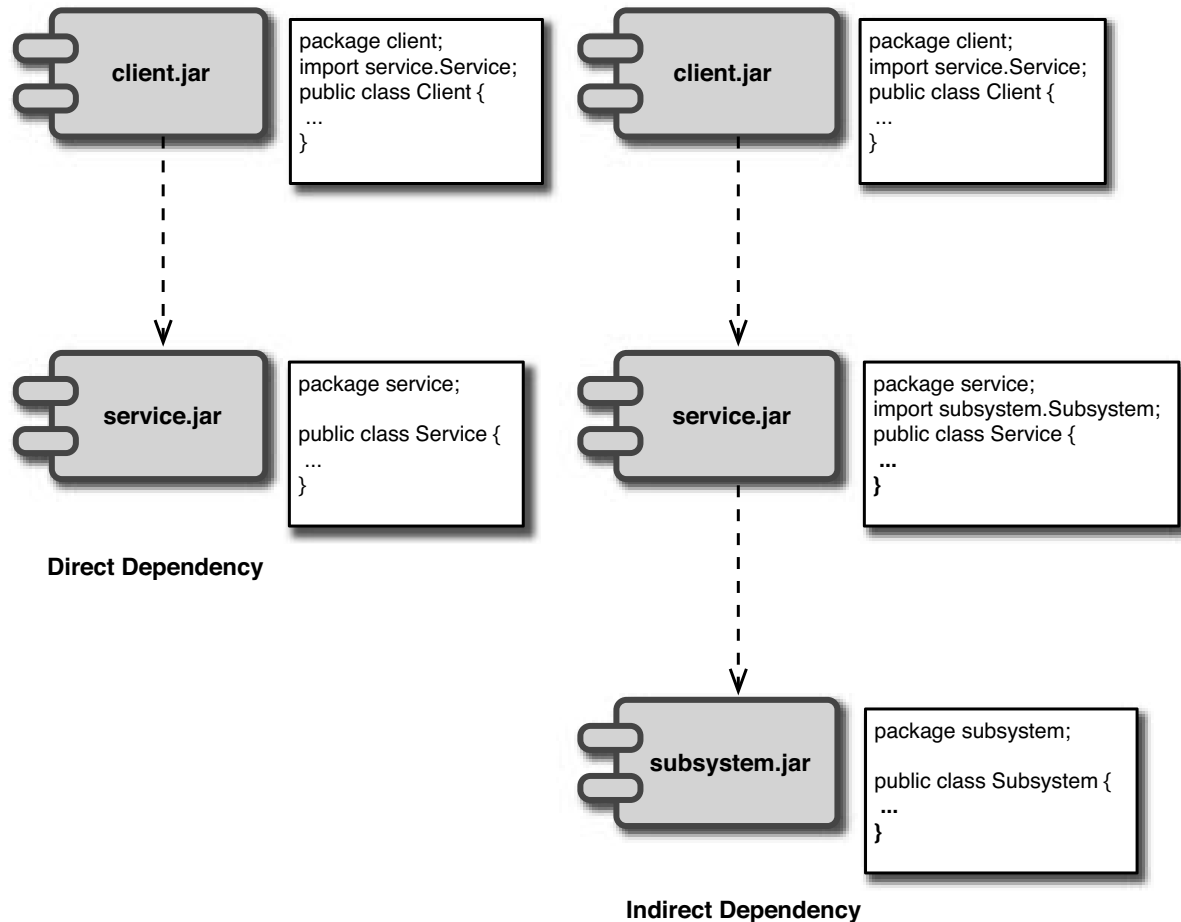 client.jar
package client;
import service.Service;
public class Client {
...
}
service.jar
package service;
public class Service {
...
}
Direct Dependency
client.jar
package client;
import service.Service;
public class Client {
...
}
service.jar
package service;
import subsystem.Subsystem;
public class Service {
...
}
subsystem.jar
package subsystem;
public class Subsystem {
...
}
Indirect Dependency